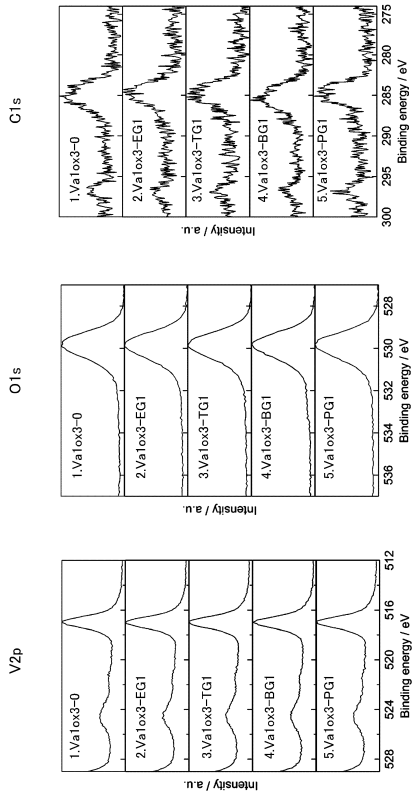 V2p
1.Va1ox3-0
2.Va1ox3-EG1
3.Va1ox3-TG1
4.Va1ox3-BG1
5.Va1ox3-PG1
Intensity / a.u.
528 524 520 516 512
Binding energy / eV
O1s
1.Va1ox3-0
2.Va1ox3-EG1
3.Va1ox3-TG1
4.Va1ox3-BG1
5.Va1ox3-PG1
Intensity / a.u.
536 534 532 530 528
Binding energy / eV
C1s
1.Va1ox3-0
2.Va1ox3-EG1
3.Va1ox3-TG1
4.Va1ox3-BG1
5.Va1ox3-PG1
Intensity / a.u.
300 295 290 285 280 275
Binding energy / eV